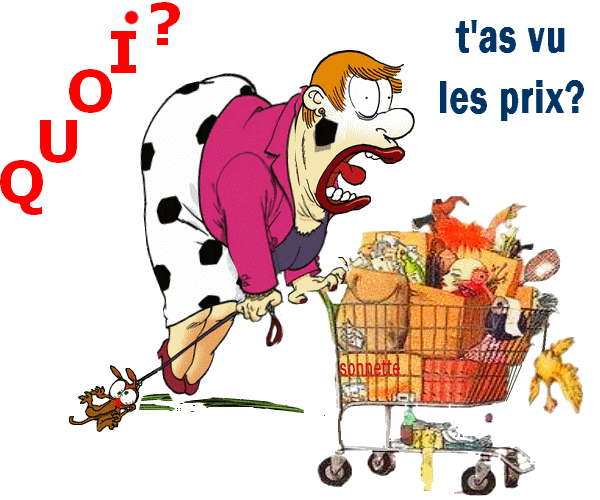 QUOI?
t'as vu
les prix?
sonnette